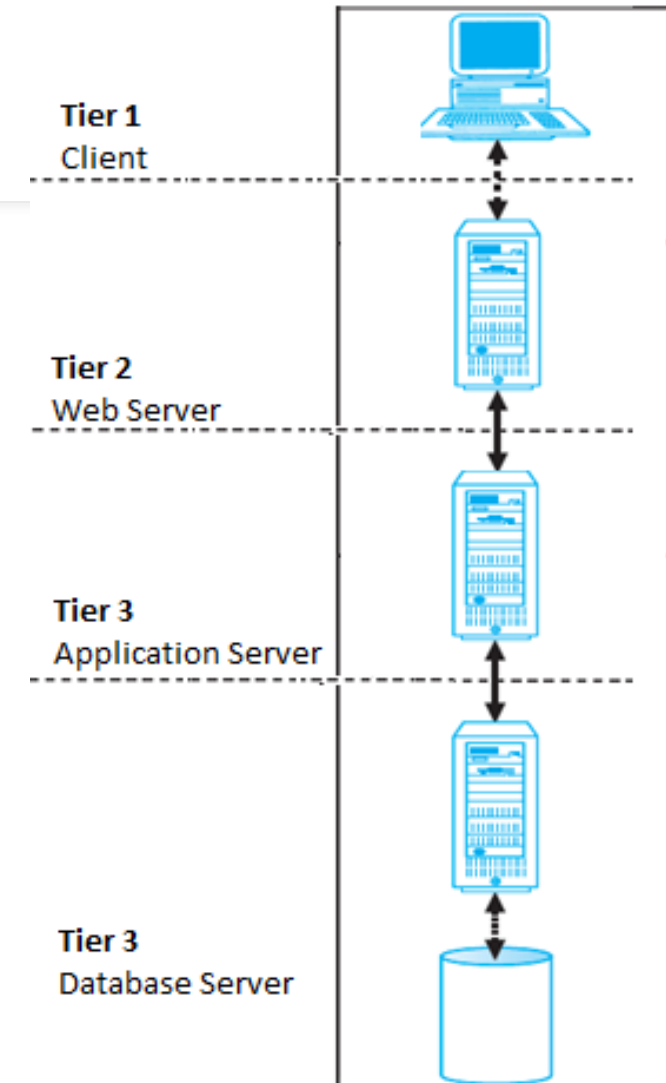 Tier 1
Client
Tier 2
Web Server
Tier 3
Application Server
Tier 3
Database Server